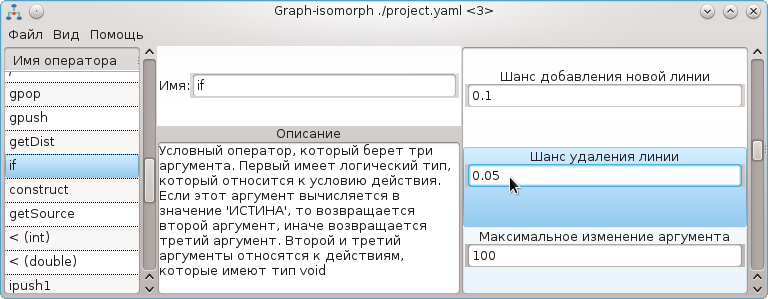 Graph-isomorph ./project.yaml <3>
Файл Вид Помощь
Имя оператора
/
gpop
gpush
getDist
if
construct
getSource
< (int)
< (double)
ipush1
Имя: if
Описание
Условный оператор, который берет три
аргумента. Первый имеет логический тип,
который относится к условию действия.
Если этот аргумент вычисляется в
значение 'ИСТИНА', то возвращается
второй аргумент, иначе возвращается
третий аргумент. Второй и третий
аргументы относятся к действиям,
которые имеют тип void
Шанс добавления новой линии
0.1
Шанс удаления линии
0.05
Максимальное изменение аргумента
100